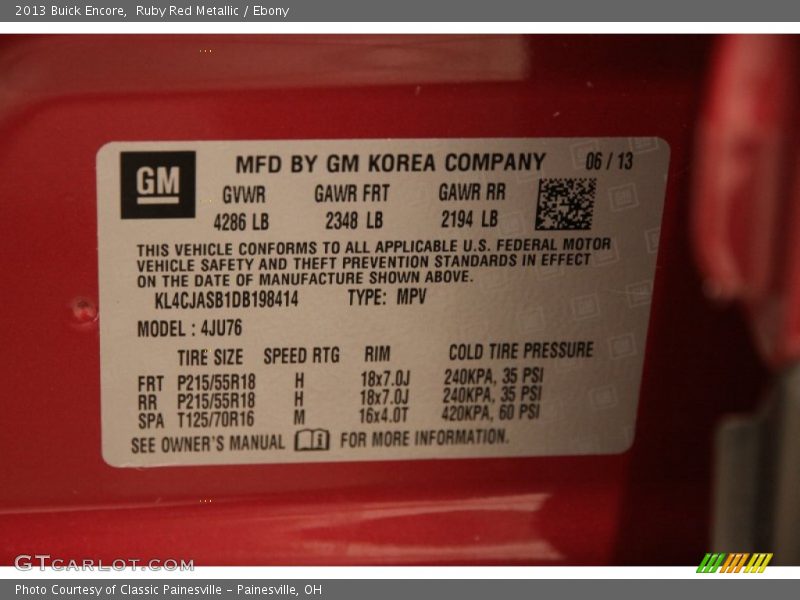 2013 Buick Encore,  Ruby Red Metallic / Ebony
GM
MFD BY GM KOREA COMPANY 06 / 13
GVWR GAWR FRT GAWR RR
4286 LB 2348 LB 2194 LB
THIS VEHICLE CONFORMS TO ALL APPLICABLE U.S. FEDERAL MOTOR
VEHICLE SAFETY AND THEFT PREVENTION STANDARDS IN EFFECT
ON THE DATE OF MANUFACTURE SHOWN ABOVE.
KL4CJASB1DB198414 TYPE: MPV
MODEL : 4JU76
TIRE SIZE SPEED RTG RIM COLD TIRE PRESSURE
FRT P215/55R18 H 18x7.0J 240KPA, 35 PSI
RR P215/55R18 H 18x7.0J 240KPA, 35 PSI
SPA T125/70R16 M 16x4.0T 420KPA, 60 PSI
SEE OWNER'S MANUAL FOR MORE INFORMATION.
GTCARLOT.COM
Photo Courtesy of Classic Painesville – Painesville, OH